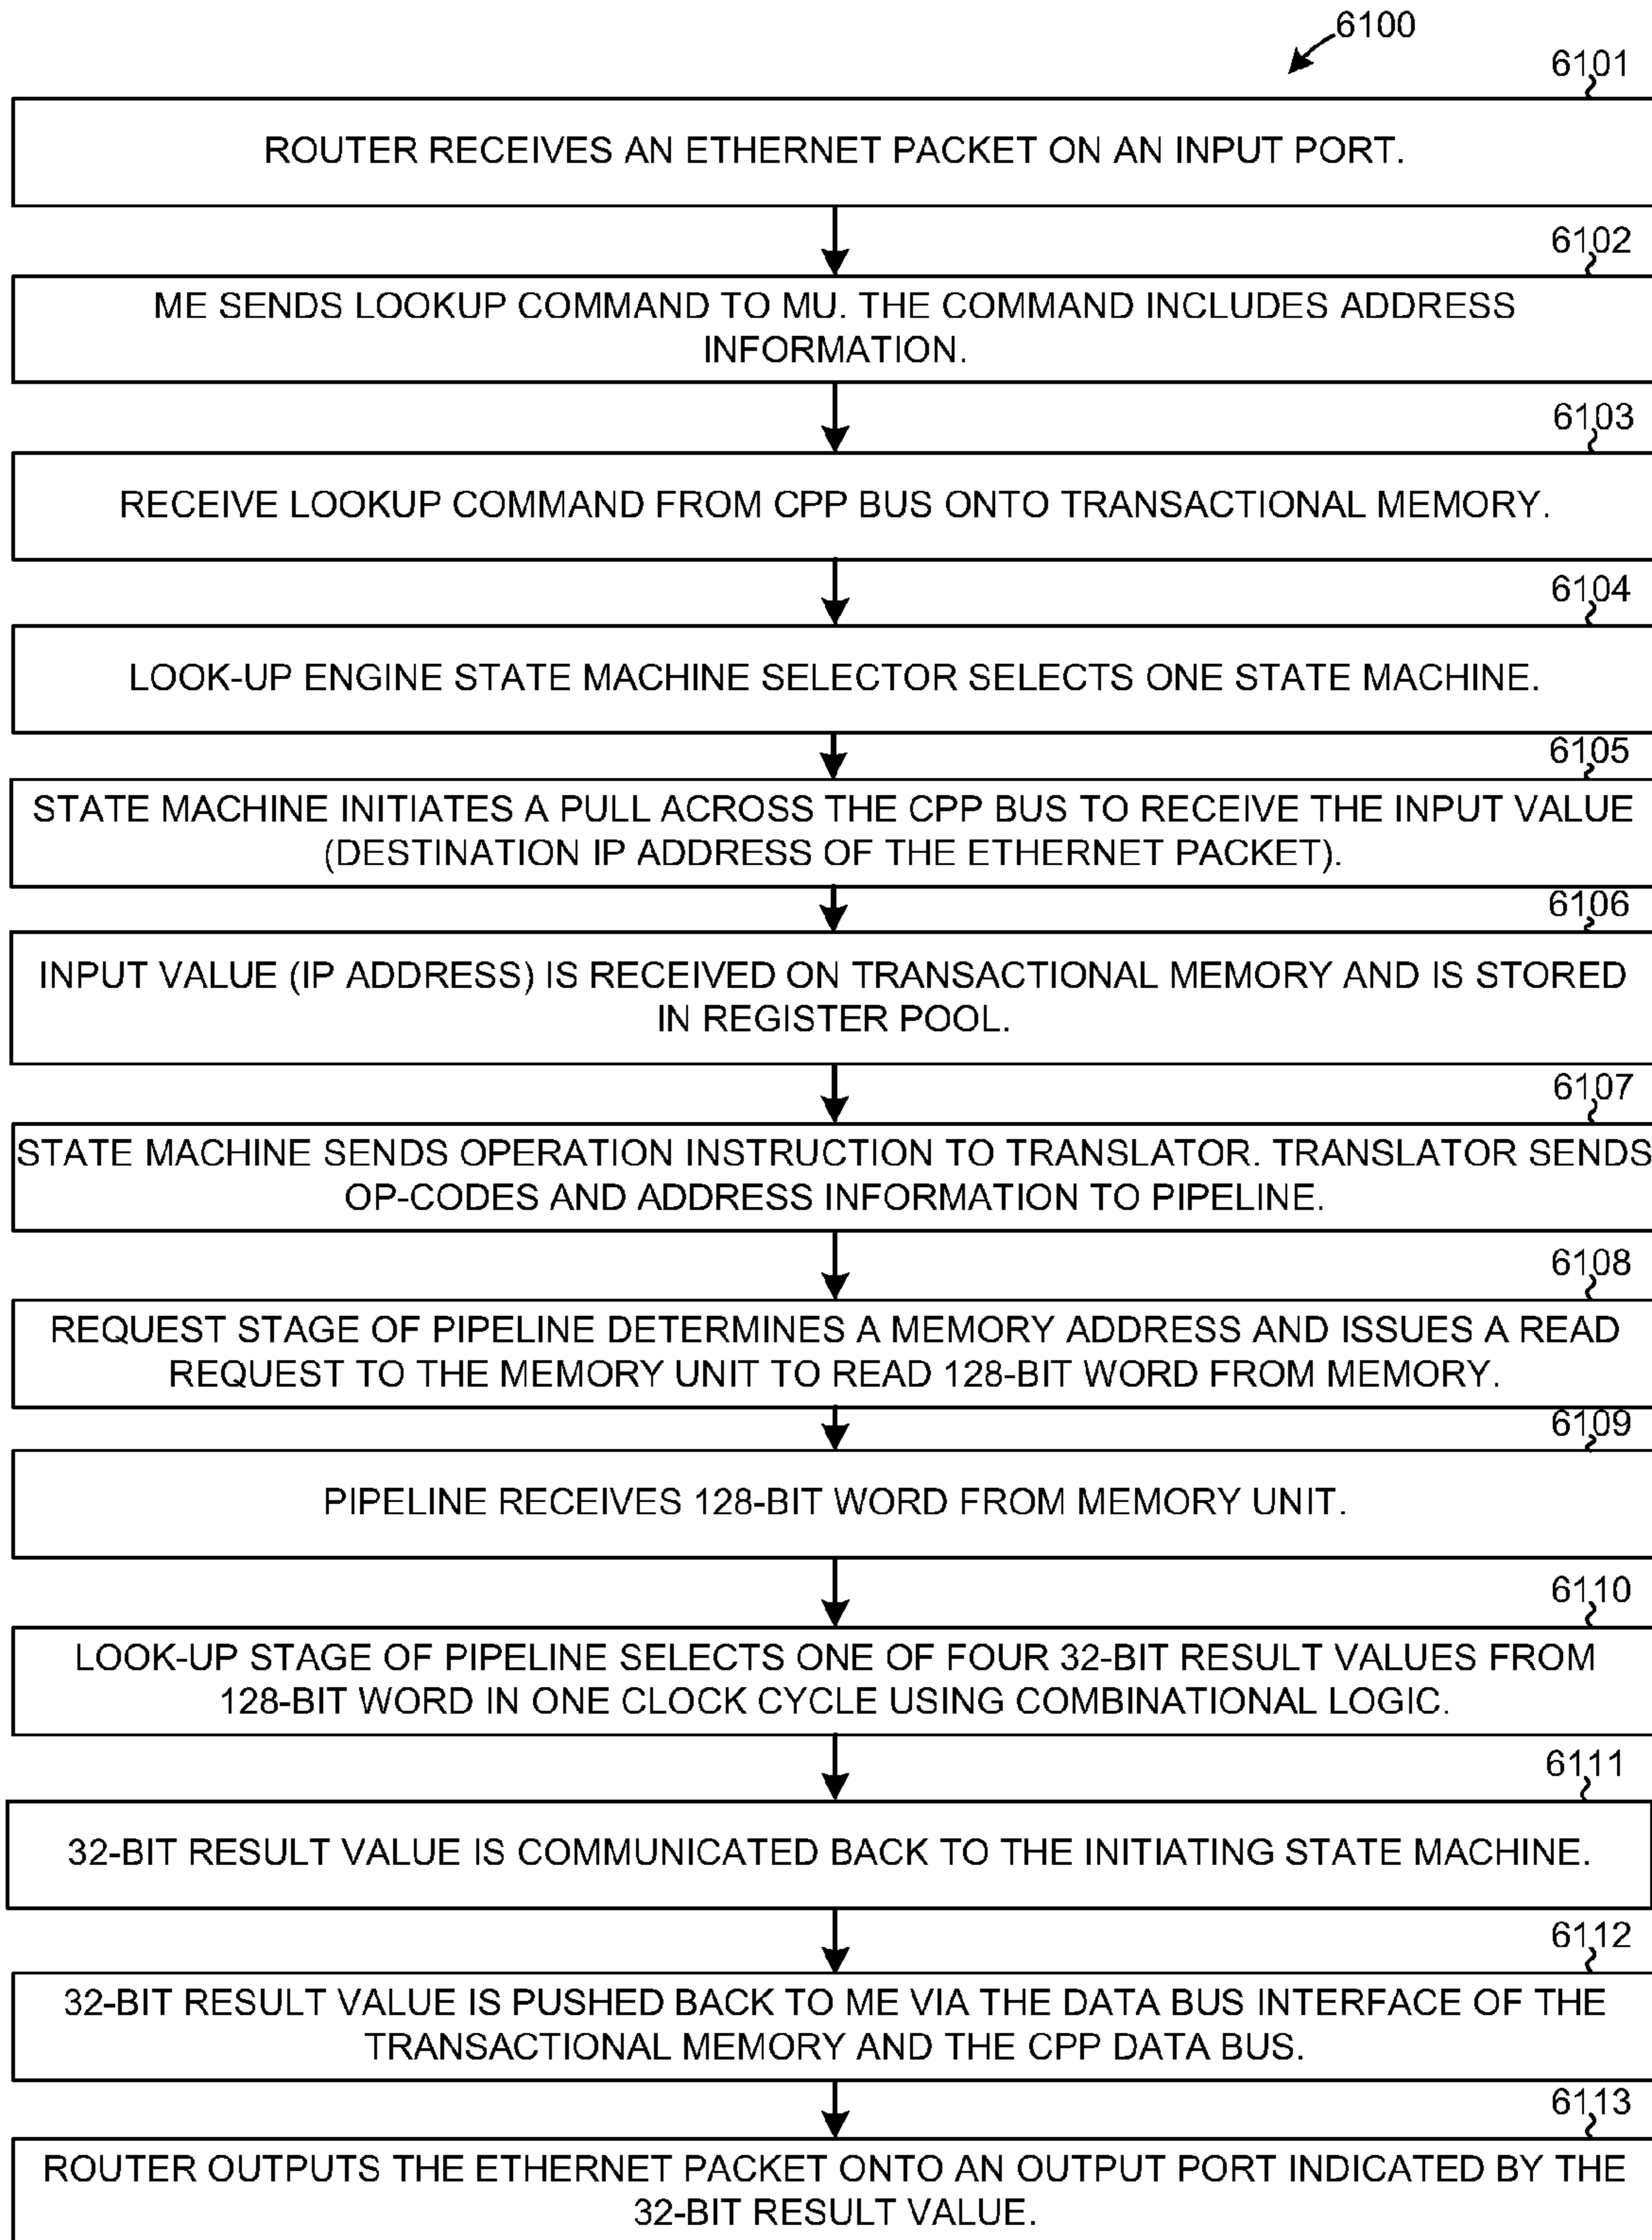 6100
6101
ROUTER RECEIVES AN ETHERNET PACKET ON AN INPUT PORT.
6102
ME SENDS LOOKUP COMMAND TO MU. THE COMMAND INCLUDES ADDRESS
INFORMATION.
6103
RECEIVE LOOKUP COMMAND FROM CPP BUS ONTO TRANSACTIONAL MEMORY.
6104
LOOK-UP ENGINE STATE MACHINE SELECTOR SELECTS ONE STATE MACHINE.
6105
STATE MACHINE INITIATES A PULL ACROSS THE CPP BUS TO RECEIVE THE INPUT VALUE
(DESTINATION IP ADDRESS OF THE ETHERNET PACKET).
6106
INPUT VALUE (IP ADDRESS) IS RECEIVED ON TRANSACTIONAL MEMORY AND IS STORED
IN REGISTER POOL.
6107
STATE MACHINE SENDS OPERATION INSTRUCTION TO TRANSLATOR. TRANSLATOR SENDS
OP-CODES AND ADDRESS INFORMATION TO PIPELINE.
6108
REQUEST STAGE OF PIPELINE DETERMINES A MEMORY ADDRESS AND ISSUES A READ
REQUEST TO THE MEMORY UNIT TO READ 128-BIT WORD FROM MEMORY.
6109
PIPELINE RECEIVES 128-BIT WORD FROM MEMORY UNIT.
6110
LOOK-UP STAGE OF PIPELINE SELECTS ONE OF FOUR 32-BIT RESULT VALUES FROM
128-BIT WORD IN ONE CLOCK CYCLE USING COMBINATIONAL LOGIC.
6111
32-BIT RESULT VALUE IS COMMUNICATED BACK TO THE INITIATING STATE MACHINE.
6112
32-BIT RESULT VALUE IS PUSHED BACK TO ME VIA THE DATA BUS INTERFACE OF THE
TRANSACTIONAL MEMORY AND THE CPP DATA BUS.
6113
ROUTER OUTPUTS THE ETHERNET PACKET ONTO AN OUTPUT PORT INDICATED BY THE
32-BIT RESULT VALUE.